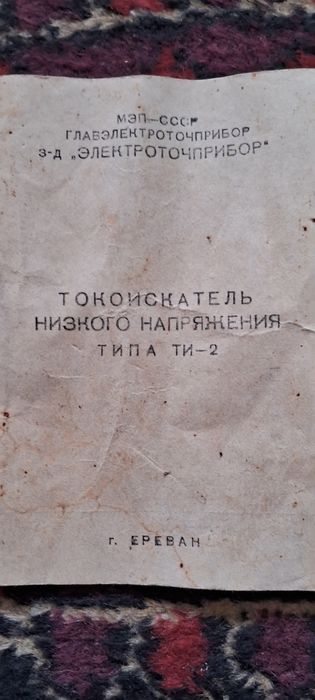 МЭП—СССР
ГЛАВЭЛЕКТРОТОЧПРИБОР
З-Д „ЭЛЕКТРОТОЧПРИБОР"
ТОКОИСКАТЕЛЬ
НИЗКОГО НАПРЯЖЕНИЯ
ТИПА ТИ—2
г. ЕРЕВАН